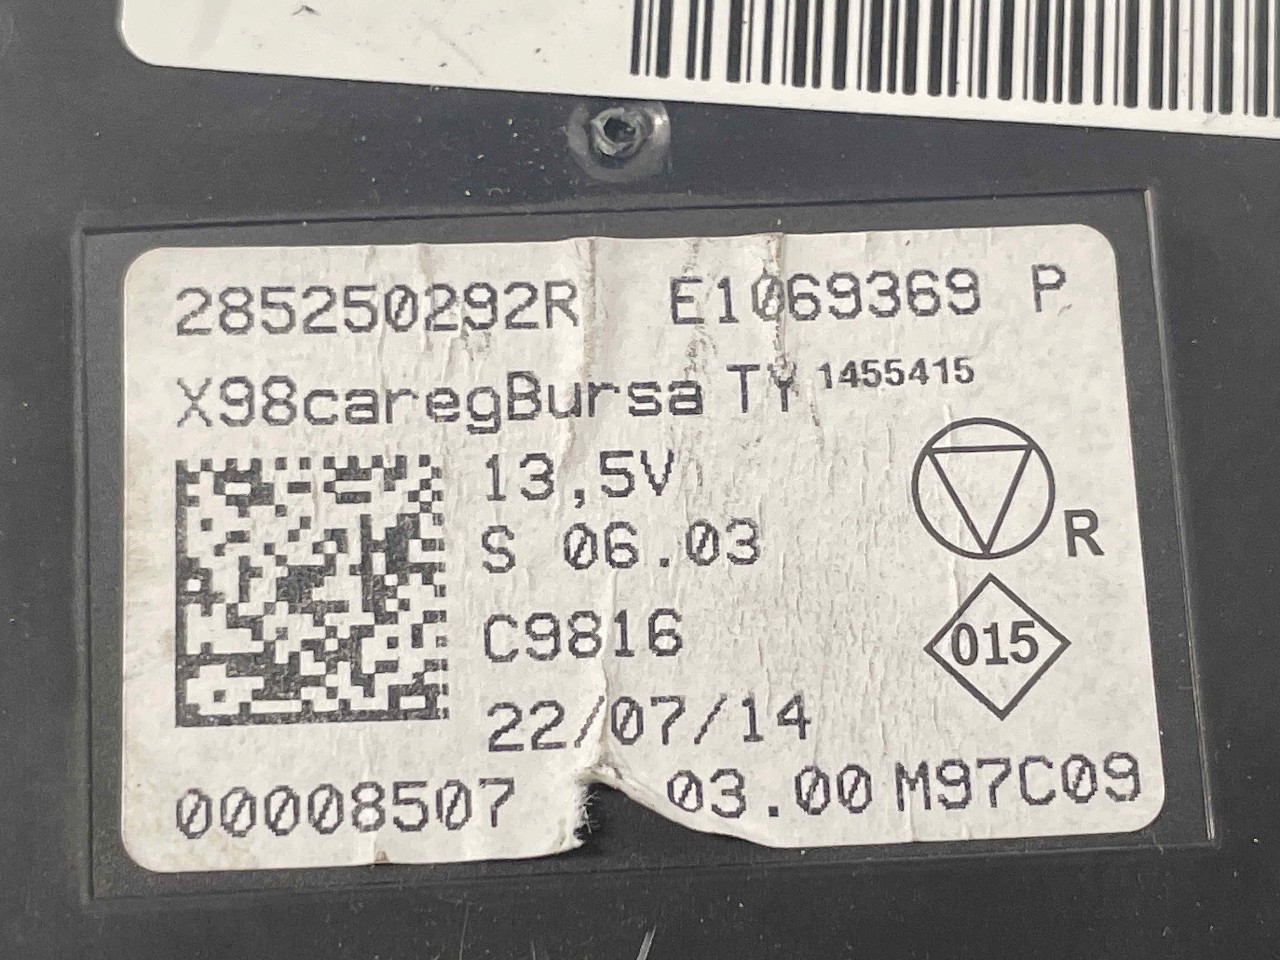 285250292R E1069369 P
X98caregBursa TY 1455415
13,5V
S 06.03
R
C9816
015
22/07/14
00008507 03.00 M97C09